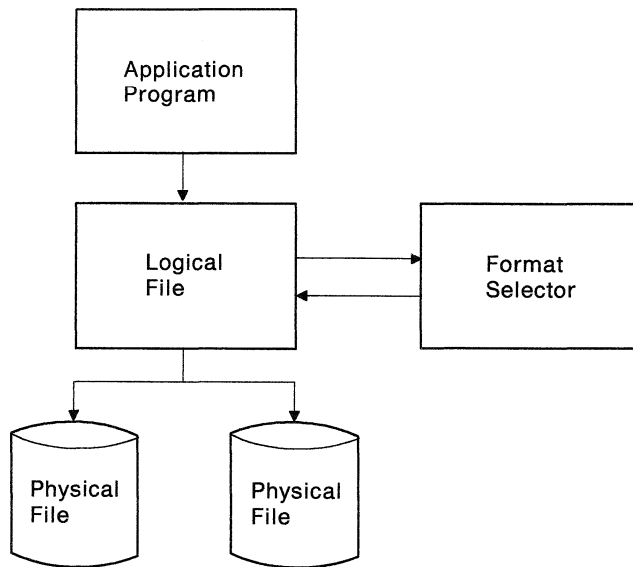 Application
Program
Logical
File
Format
Selector
Physical
File
Physical
File